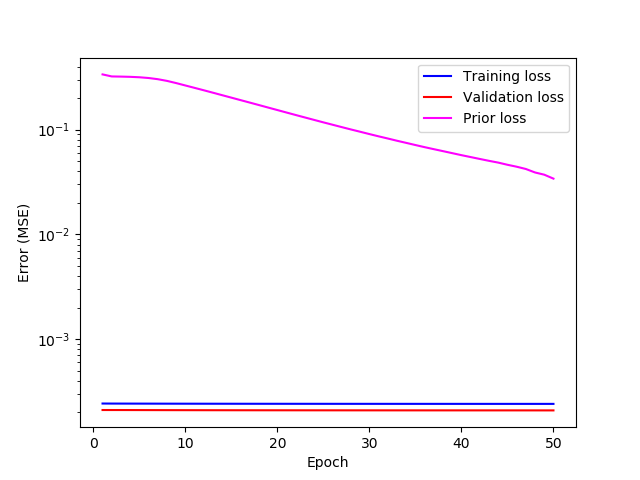 Training loss
Validation loss
Prior loss
Error (MSE)
10⁻¹
10⁻²
10⁻³
0 10 20 30 40 50
Epoch